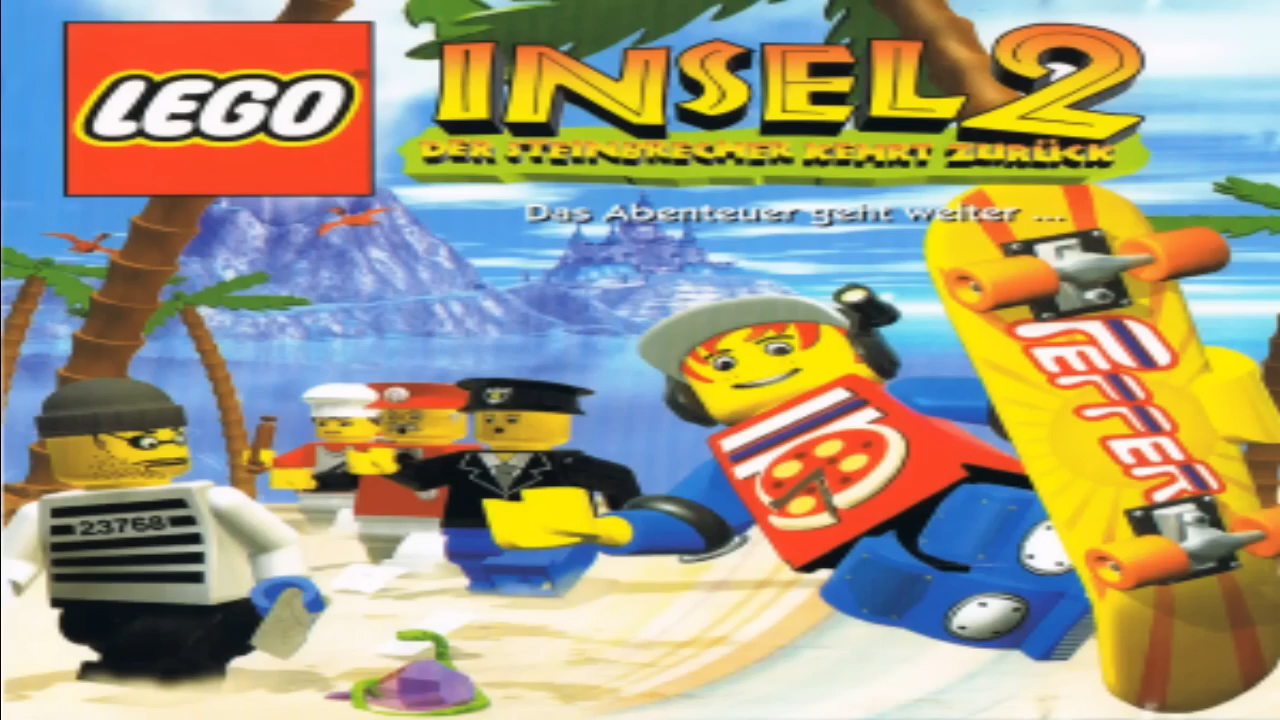 LEGO
INSEL 2
DER STEINBRECHER KEHRT ZURÜCK
Das Abenteuer geht weiter ...
PEPPER
23768